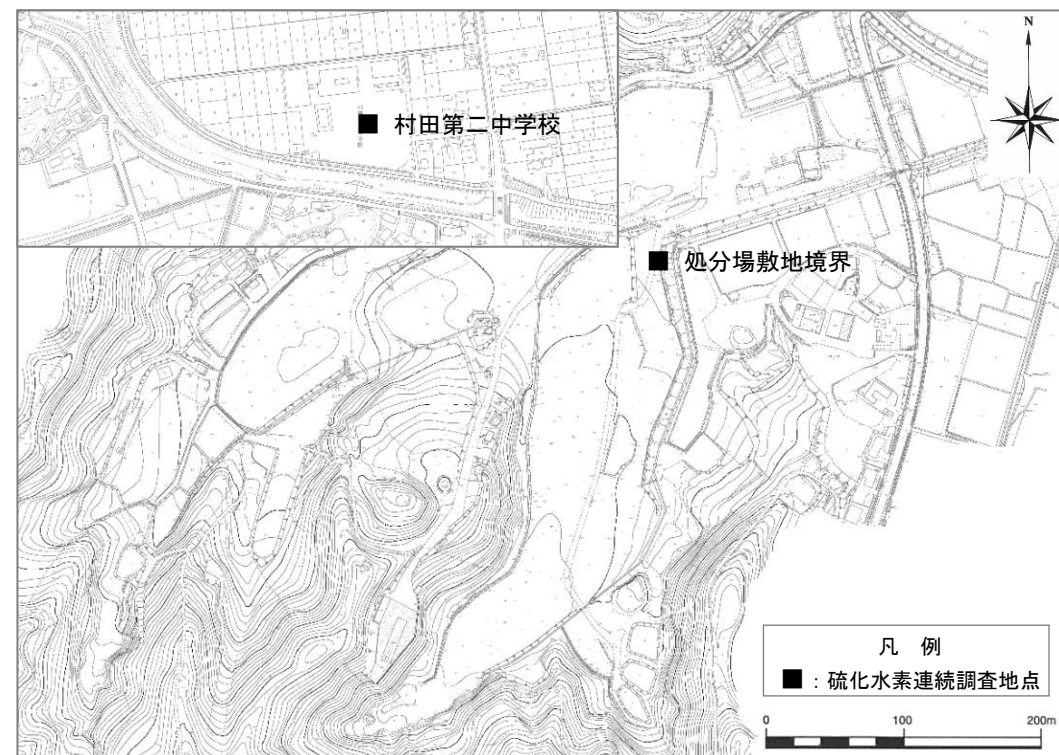 N
■ 村田第二中学校
■ 処分場敷地境界
凡 例
■ : 硫化水素連続調査地点
0 100 200m